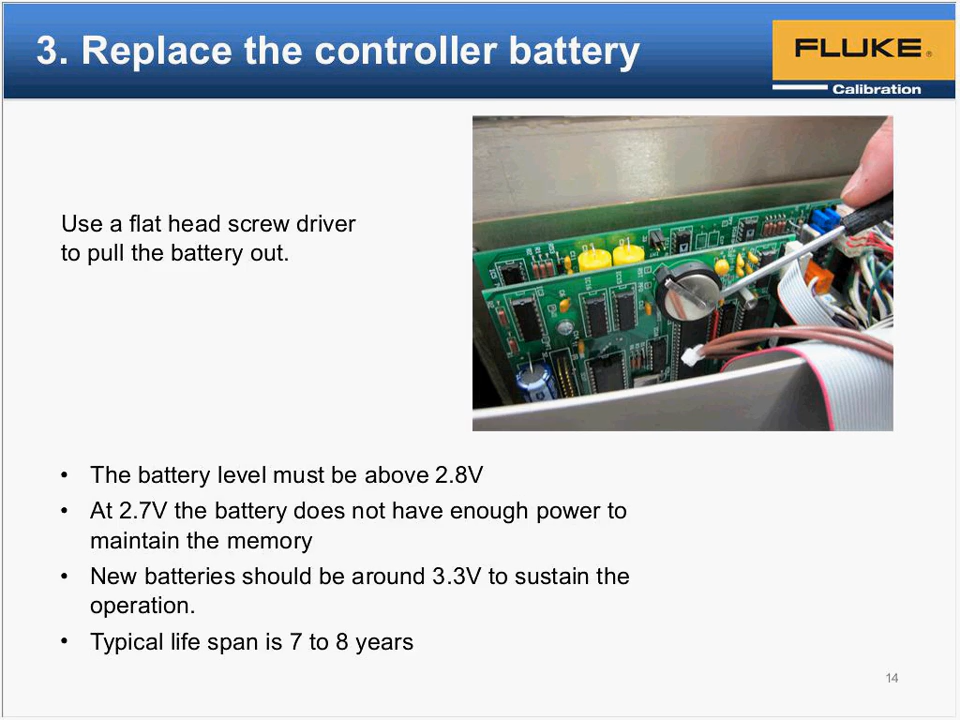 3. Replace the controller battery
FLUKE®
Calibration
Use a flat head screw driver
to pull the battery out.
• The battery level must be above 2.8V
• At 2.7V the battery does not have enough power to
maintain the memory
• New batteries should be around 3.3V to sustain the
operation.
• Typical life span is 7 to 8 years
14